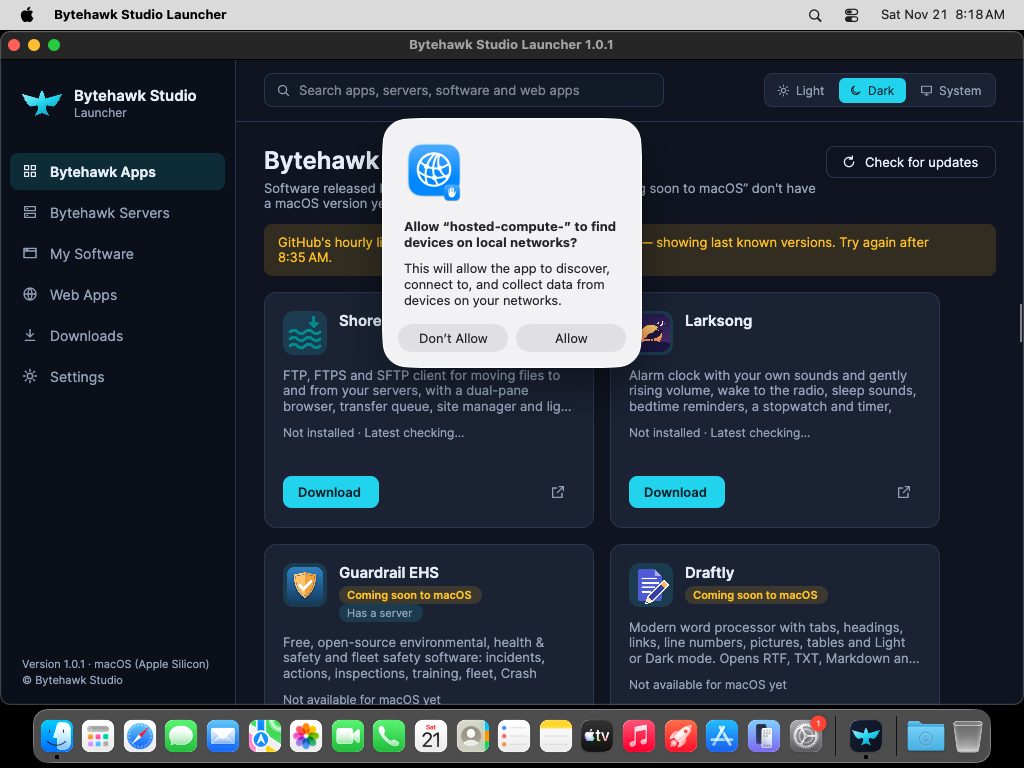 Bytehawk Studio Launcher
Sat Nov 21 8:18 AM
Bytehawk Studio Launcher 1.0.1
Bytehawk Studio
Launcher
Search apps, servers, software and web apps
Light
Dark
System
Bytehawk Apps
Bytehawk Servers
My Software
Web Apps
Downloads
Settings
Version 1.0.1 · macOS (Apple Silicon)
© Bytehawk Studio
Bytehawk
Check for updates
Software released
soon to macOS” don't have
a macOS version
GitHub's hourly
— showing last known versions. Try again after
8:35 AM.
Allow “hosted-compute-” to find
devices on local networks?
This will allow the app to discover,
connect to, and collect data from
devices on your networks.
Don’t Allow
Allow
Shore
FTP, FTPS and SFTP client for moving files to
and from your servers, with a dual-pane
browser, transfer queue, site manager and lig...
Not installed · Latest checking...
Download
Larksong
Alarm clock with your own sounds and gently
rising volume, wake to the radio, sleep sounds,
bedtime reminders, a stopwatch and timer,
Not installed · Latest checking...
Download
Guardrail EHS
Coming soon to macOS
Has a server
Free, open-source environmental, health &
safety and fleet safety software: incidents,
actions, inspections, training, fleet, Crash
Not available for macOS yet
Draftly
Coming soon to macOS
Modern word processor with tabs, headings,
links, line numbers, pictures, tables and Light
or Dark mode. Opens RTF, TXT, Markdown an...
Not available for macOS yet
Sat
21
tv
1